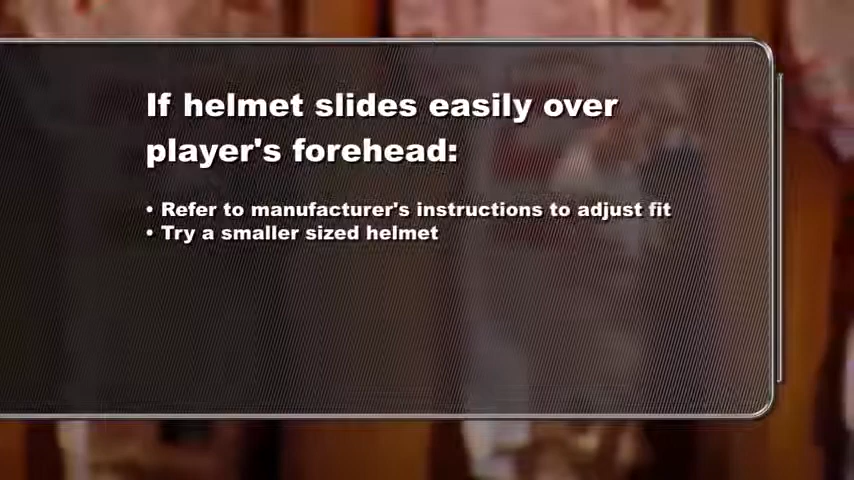 If helmet slides easily over
player's forehead:
• Refer to manufacturer's instructions to adjust fit
• Try a smaller sized helmet